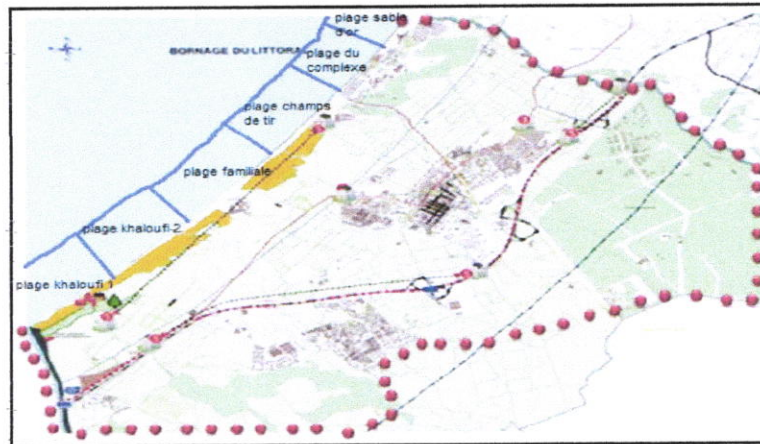 plage sable
d'or
BORNAGE DU LITTORA
plage du
complexe
plage champs
de tir
plage familiale
plage khaloufi 2
plage khaloufi 1